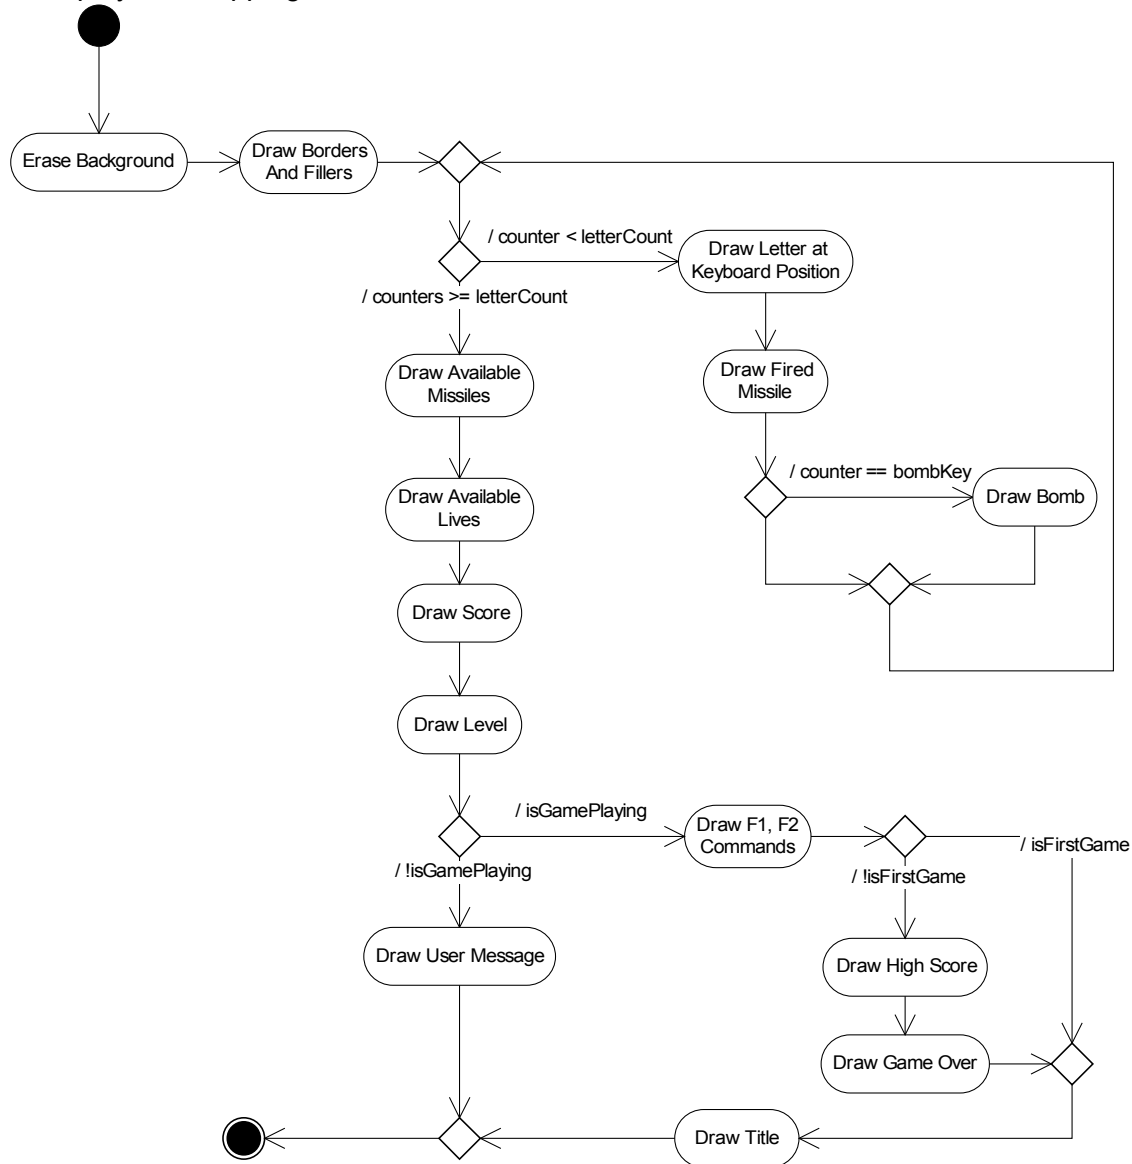 Erase Background
Draw Borders
And Fillers
/ counter < letterCount
Draw Letter at
Keyboard Position
/ counters >= letterCount
Draw Available
Missiles
Draw Fired
Missile
/ counter == bombKey
Draw Bomb
Draw Available
Lives
Draw Score
Draw Level
/ isGamePlaying
Draw F1, F2
Commands
/ isFirstGame
/ !isGamePlaying
/ !isFirstGame
Draw User Message
Draw High Score
Draw Game Over
Draw Title